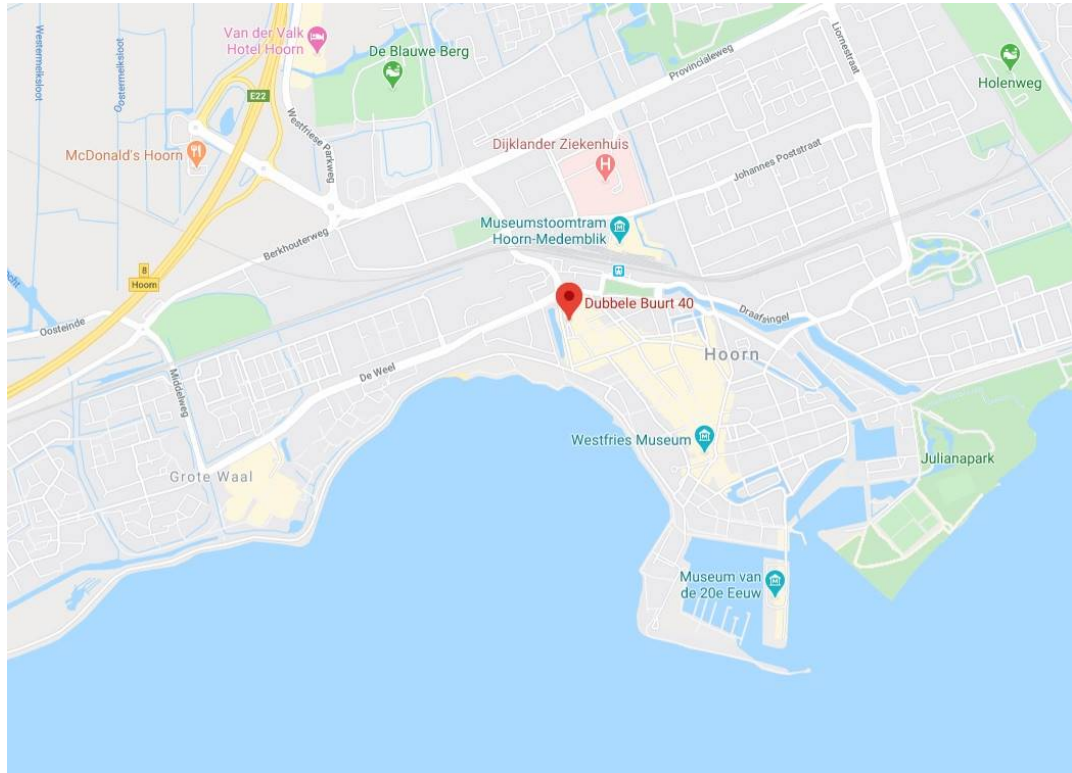 Westermelksloot
Oostermelksloot
Van der Valk
Hotel Hoorn
De Blauwe Berg
Provincialeweg
Liornestraat
Holenweg
E22
Westfriese Parkweg
McDonald's Hoorn
Dijklander Ziekenhuis
H
Johannes Poststraat
Museumstoomtram
Hoorn-Medemblik
Berkhouterweg
8
Hoorn
Oosteinde
Dubbele Buurt 40
Draafsingel
Hoorn
De Weel
Middelweg
Westfries Museum
Julianapark
Grote Waal
Museum van
de 20e Eeuw